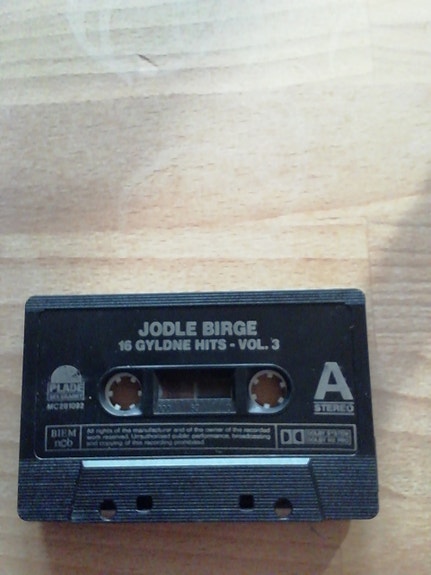 JODLE BIRGE
16 GYLDNE HITS - VOL. 3
PLADE
MC 281092
A
STEREO
BIEM
ncb
All rights of the manufacturer and of the owner of the recorded
work reserved. Unauthorised public performance, broadcasting
and copying of this recording prohibited.